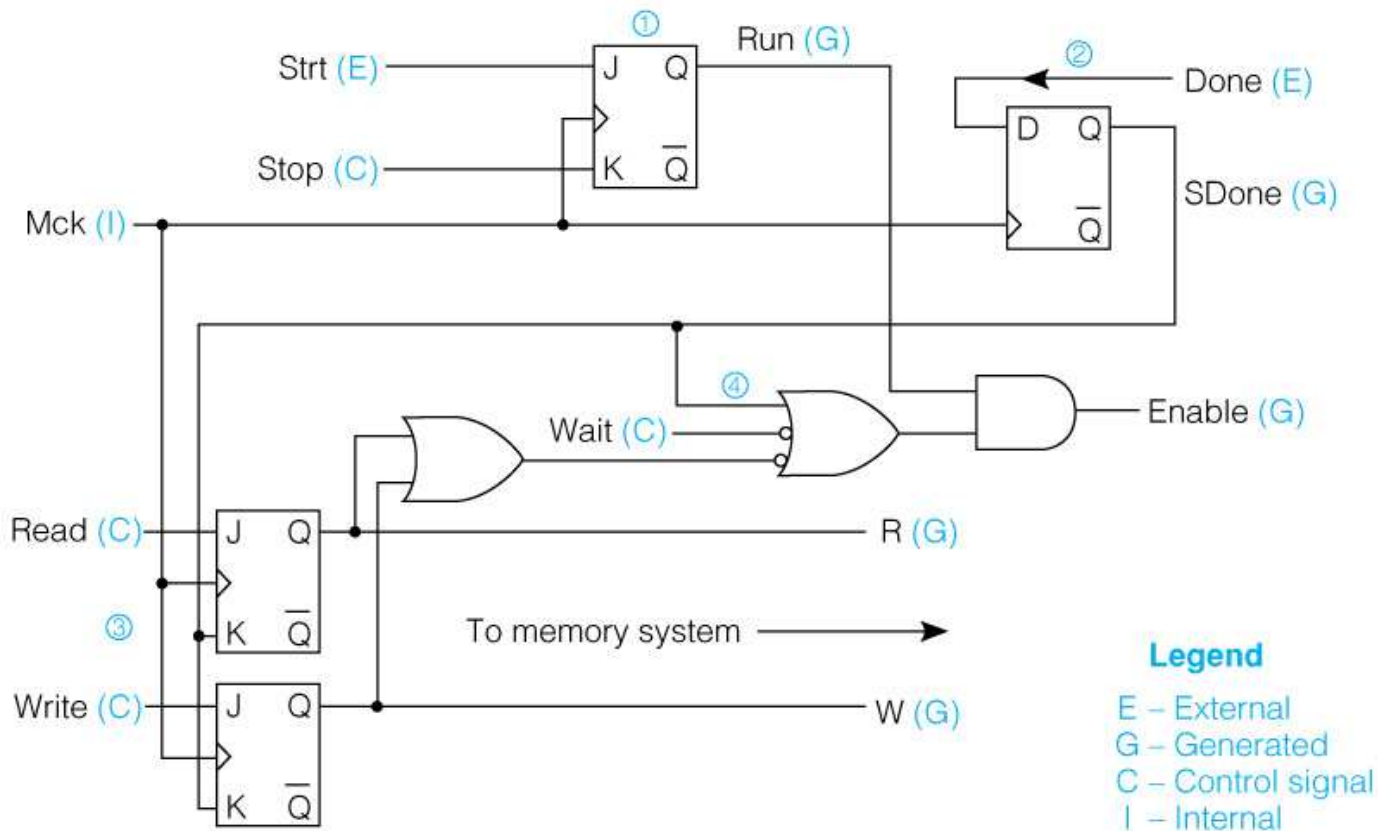 ①
Run (G)
Strt (E)
J Q
②
Done (E)
D Q
Stop (C)
K Q̅
SDone (G)
Mck (I)
Q̅
④
Wait (C)
Enable (G)
Read (C)
J Q
R (G)
③
K Q̅
To memory system
Write (C)
J Q
W (G)
K Q̅
Legend
E – External
G – Generated
C – Control signal
I – Internal